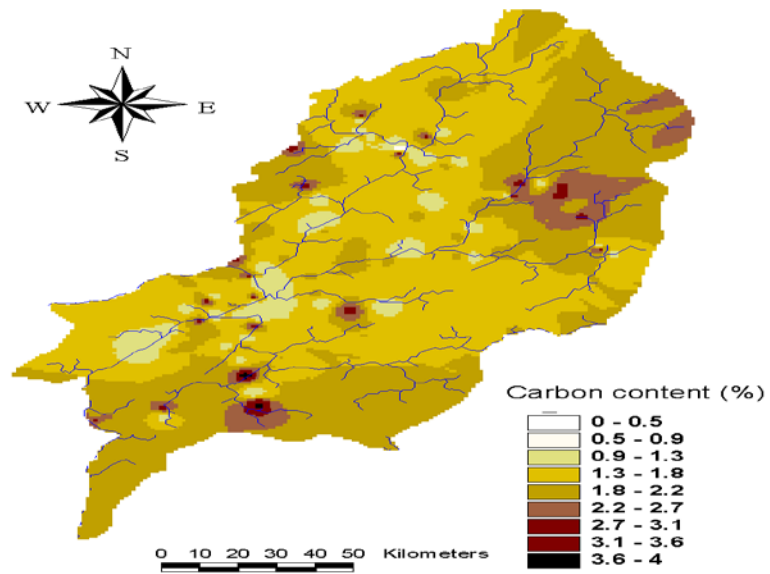 N
W E
S
Carbon content (%)
0 - 0.5
0.5 - 0.9
0.9 - 1.3
1.3 - 1.8
1.8 - 2.2
2.2 - 2.7
2.7 - 3.1
3.1 - 3.6
3.6 - 4
0 10 20 30 40 50 Kilometers